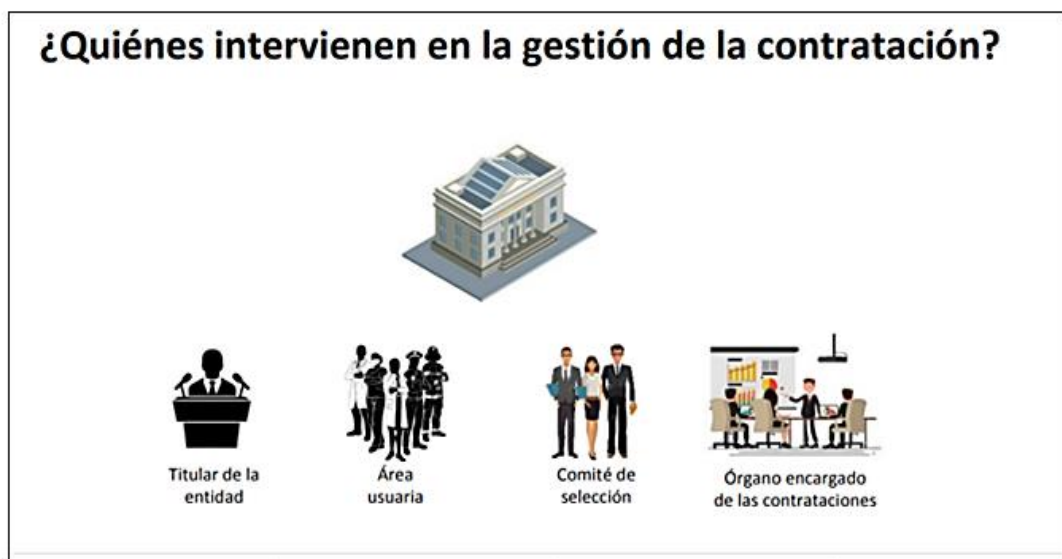 ¿Quiénes intervienen en la gestión de la contratación?
Titular de la
entidad
Área
usuaria
Comité de
selección
Órgano encargado
de las contrataciones